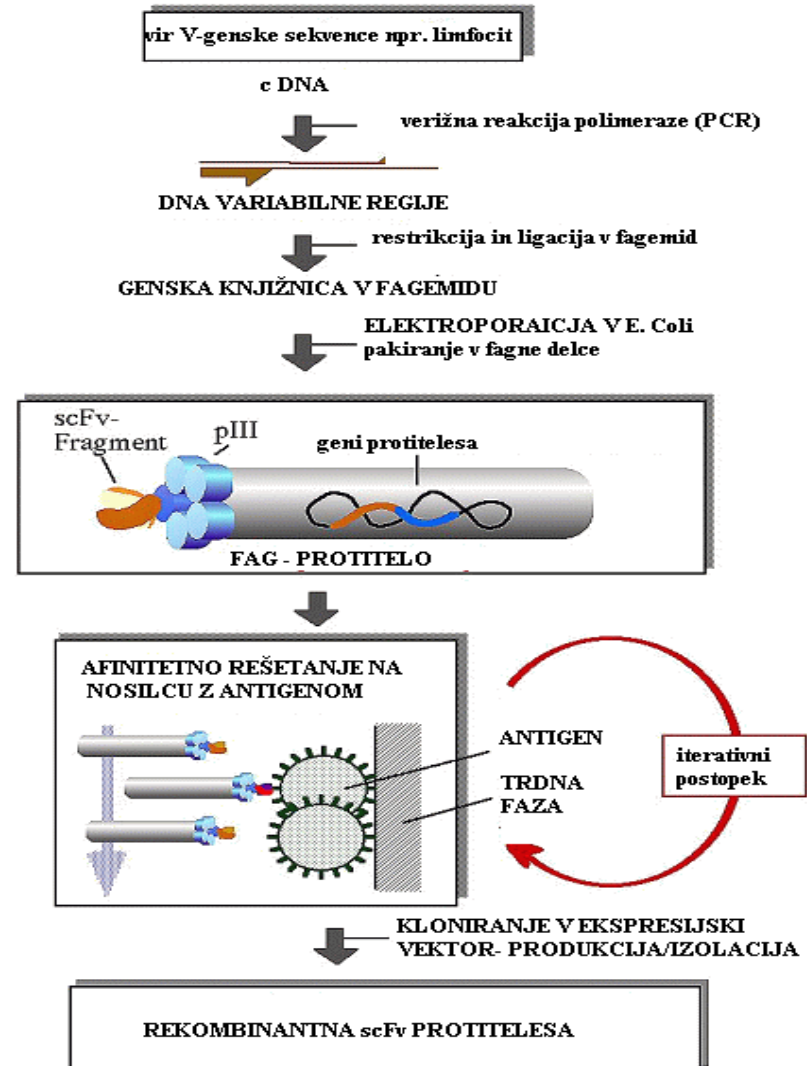 vir V-genske sekvence npr. limfocit
c DNA
verižna reakcija polimeraze (PCR)
DNA VARIABILNE REGIJE
restrikcija in ligacija v fagemid
GENSKA KNJIŽNICA V FAGEMIDU
ELEKTROPORAICJA V E. Coli
pakiranje v fagne delce
scFv-
Fragment
pIII
geni protitelesa
FAG - PROTITELO
AFINITETNO REŠETANJE NA
NOSILCU Z ANTIGENOM
ANTIGEN
TRDNA
FAZA
iterativni
postopek
KLONIRANJE V EKSPRESIJSKI
VEKTOR- PRODUKCIJA/IZOLACIJA
REKOMBINANTNA scFv PROTITELESA